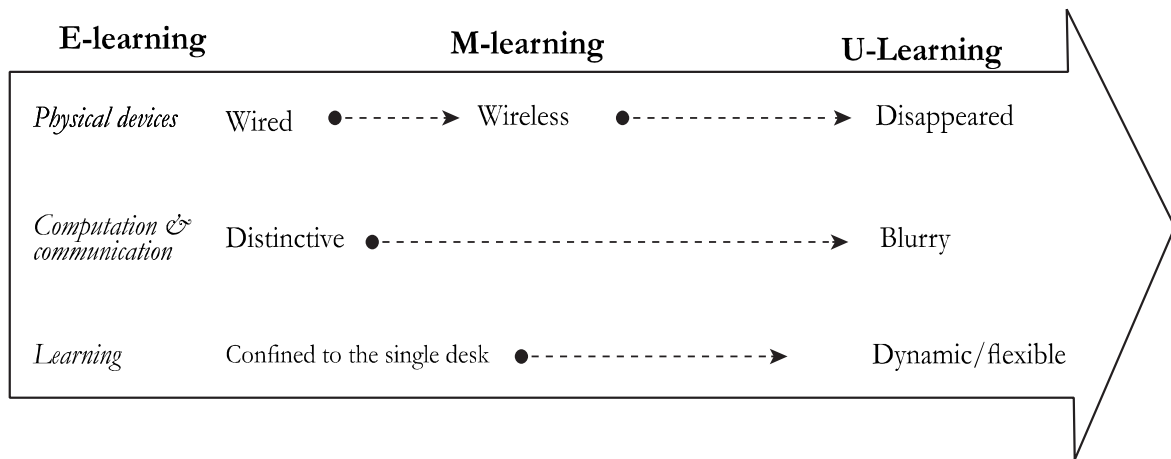 E-learning M-learning U-Learning
Physical devices Wired Wireless Disappeared
Computation &
communication Distinctive Blurry
Learning Confined to the single desk Dynamic/flexible